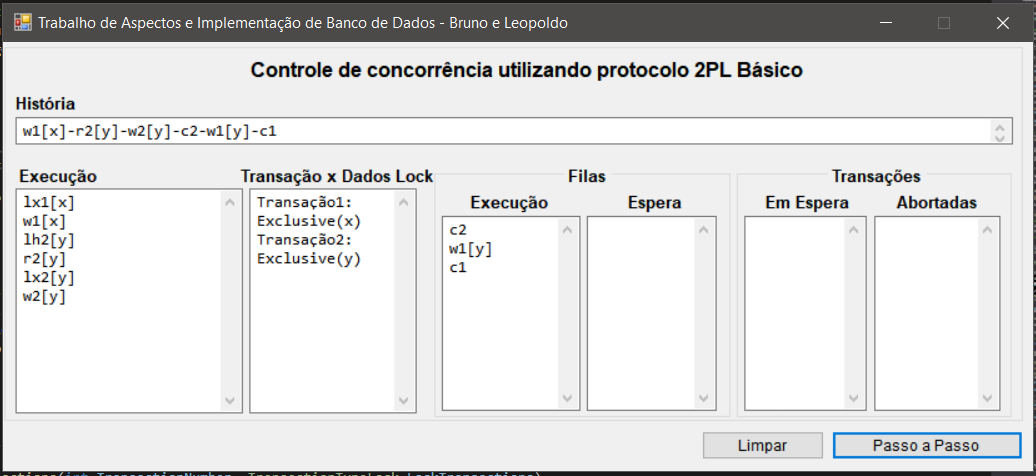 Trabalho de Aspectos e Implementação de Banco de Dados - Bruno e Leopoldo
Controle de concorrência utilizando protocolo 2PL Básico
História
w1[x]-r2[y]-w2[y]-c2-w1[y]-c1
Execução
lx1[x]
w1[x]
lh2[y]
r2[y]
lx2[y]
w2[y]
Transação x Dados Lock
Transação1:
Exclusive(x)
Transação2:
Exclusive(y)
Filas
Execução
c2
w1[y]
c1
Espera
Transações
Em Espera
Abortadas
Limpar
Passo a Passo